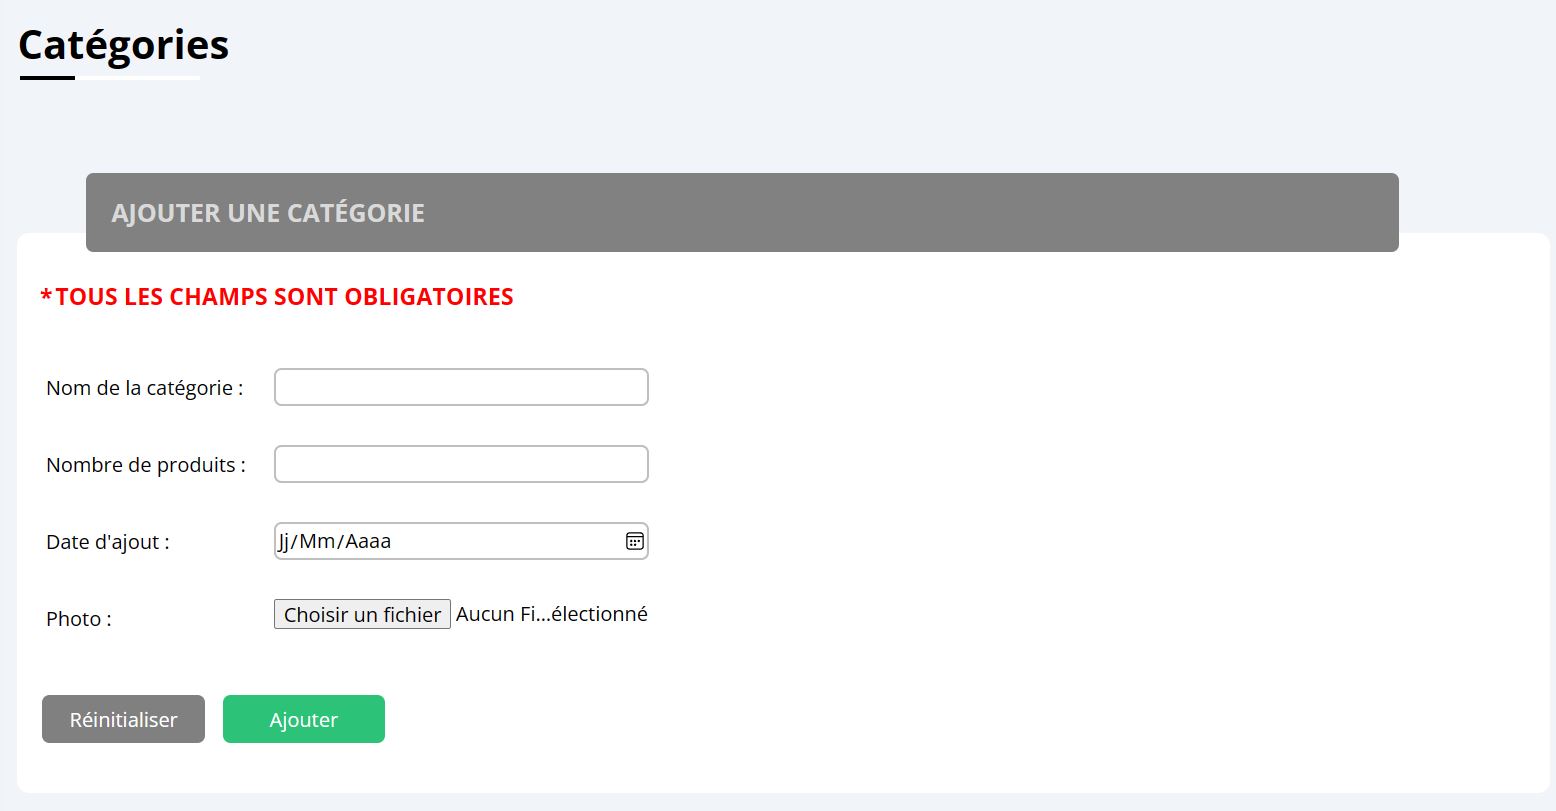 Catégories
AJOUTER UNE CATÉGORIE
*TOUS LES CHAMPS SONT OBLIGATOIRES
Nom de la catégorie :
Nombre de produits :
Date d'ajout : Jj/Mm/Aaaa
Photo : Choisir un fichier Aucun Fi...électionné
Réinitialiser Ajouter